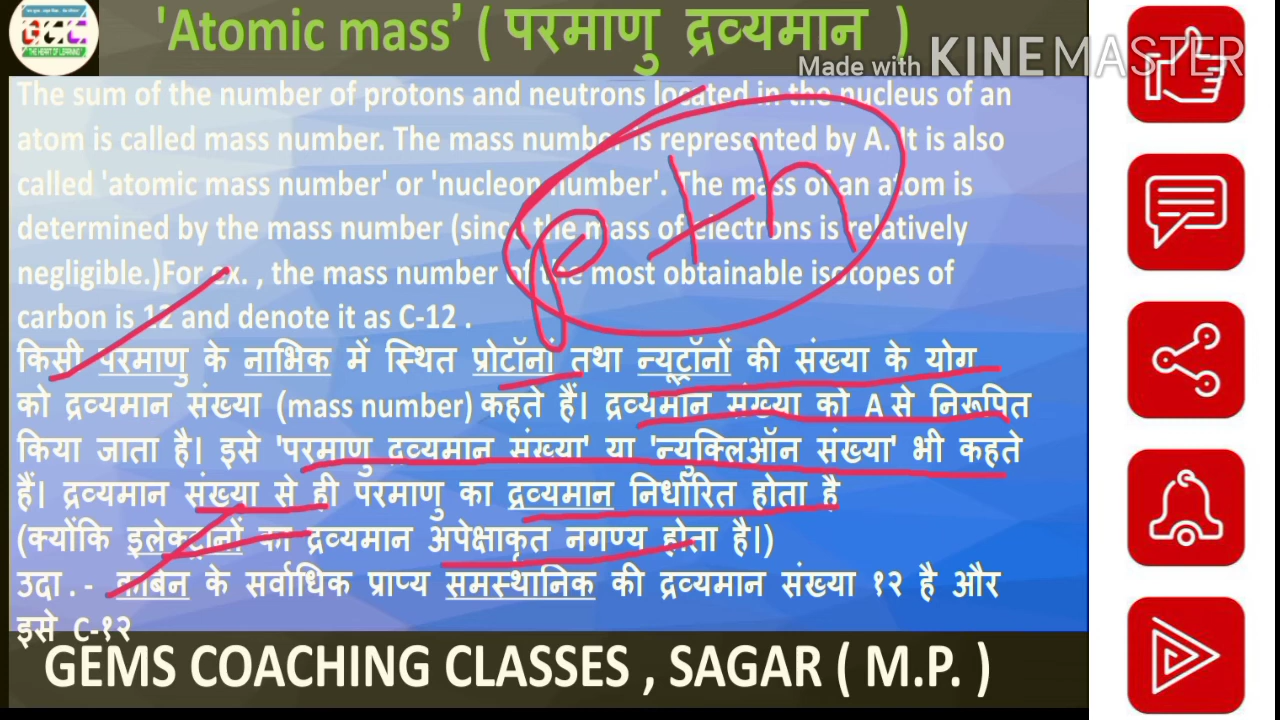 'Atomic mass' ( परमाणु द्रव्यमान )
Made with KINEMASTER
THE HEART OF LEARNING
The sum of the number of protons and neutrons located in the nucleus of an
atom is called mass number. The mass number is represented by A. It is also
called 'atomic mass number' or 'nucleon number'. The mass of an atom is
determined by the mass number (since the mass of electrons is relatively
negligible.)For ex. , the mass number of the most obtainable isotopes of
carbon is 12 and denote it as C-12 .
p+n
किसी परमाणु के नाभिक में स्थित प्रोटॉनों तथा न्यूट्रॉनों की संख्या के योग
को द्रव्यमान संख्या (mass number) कहते हैं। द्रव्यमान संख्या को A से निरूपित
किया जाता है। इसे 'परमाणु द्रव्यमान संख्या' या 'न्युक्लिऑन संख्या' भी कहते
हैं। द्रव्यमान संख्या से ही परमाणु का द्रव्यमान निर्धारित होता है
(क्योंकि इलेक्ट्रानों का द्रव्यमान अपेक्षाकृत नगण्य होता है।)
उदा . - कार्बन के सर्वाधिक प्राप्य समस्थानिक की द्रव्यमान संख्या १२ है और
इसे C-१२
GEMS COACHING CLASSES , SAGAR ( M.P. )